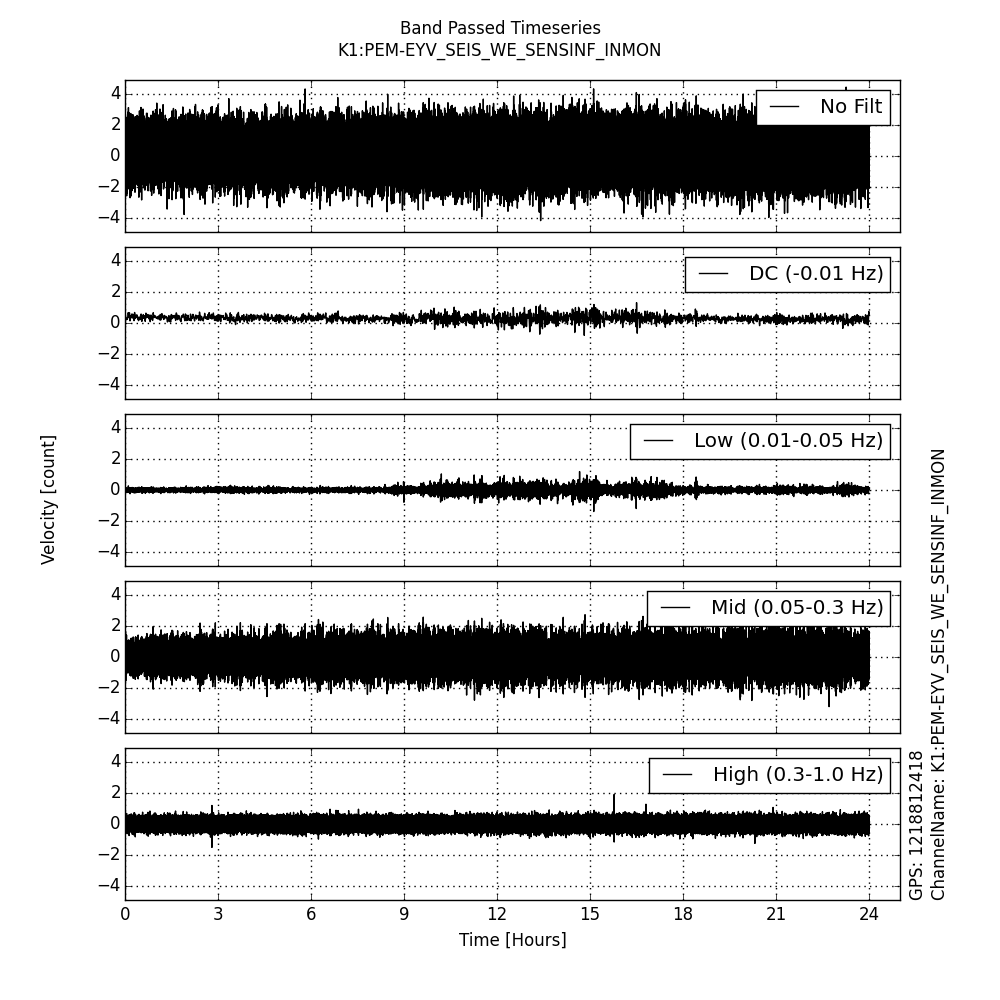 Band Passed Timeseries
K1:PEM-EYV_SEIS_WE_SENSINF_INMON
4
2
0
−2
−4
No Filt
4
2
0
−2
−4
DC (-0.01 Hz)
4
2
0
−2
−4
Low (0.01-0.05 Hz)
4
2
0
−2
−4
Mid (0.05-0.3 Hz)
4
2
0
−2
−4
High (0.3-1.0 Hz)
0 3 6 9 12 15 18 21 24
Time [Hours]
Velocity [count]
GPS: 1218812418
ChannelName: K1:PEM-EYV_SEIS_WE_SENSINF_INMON